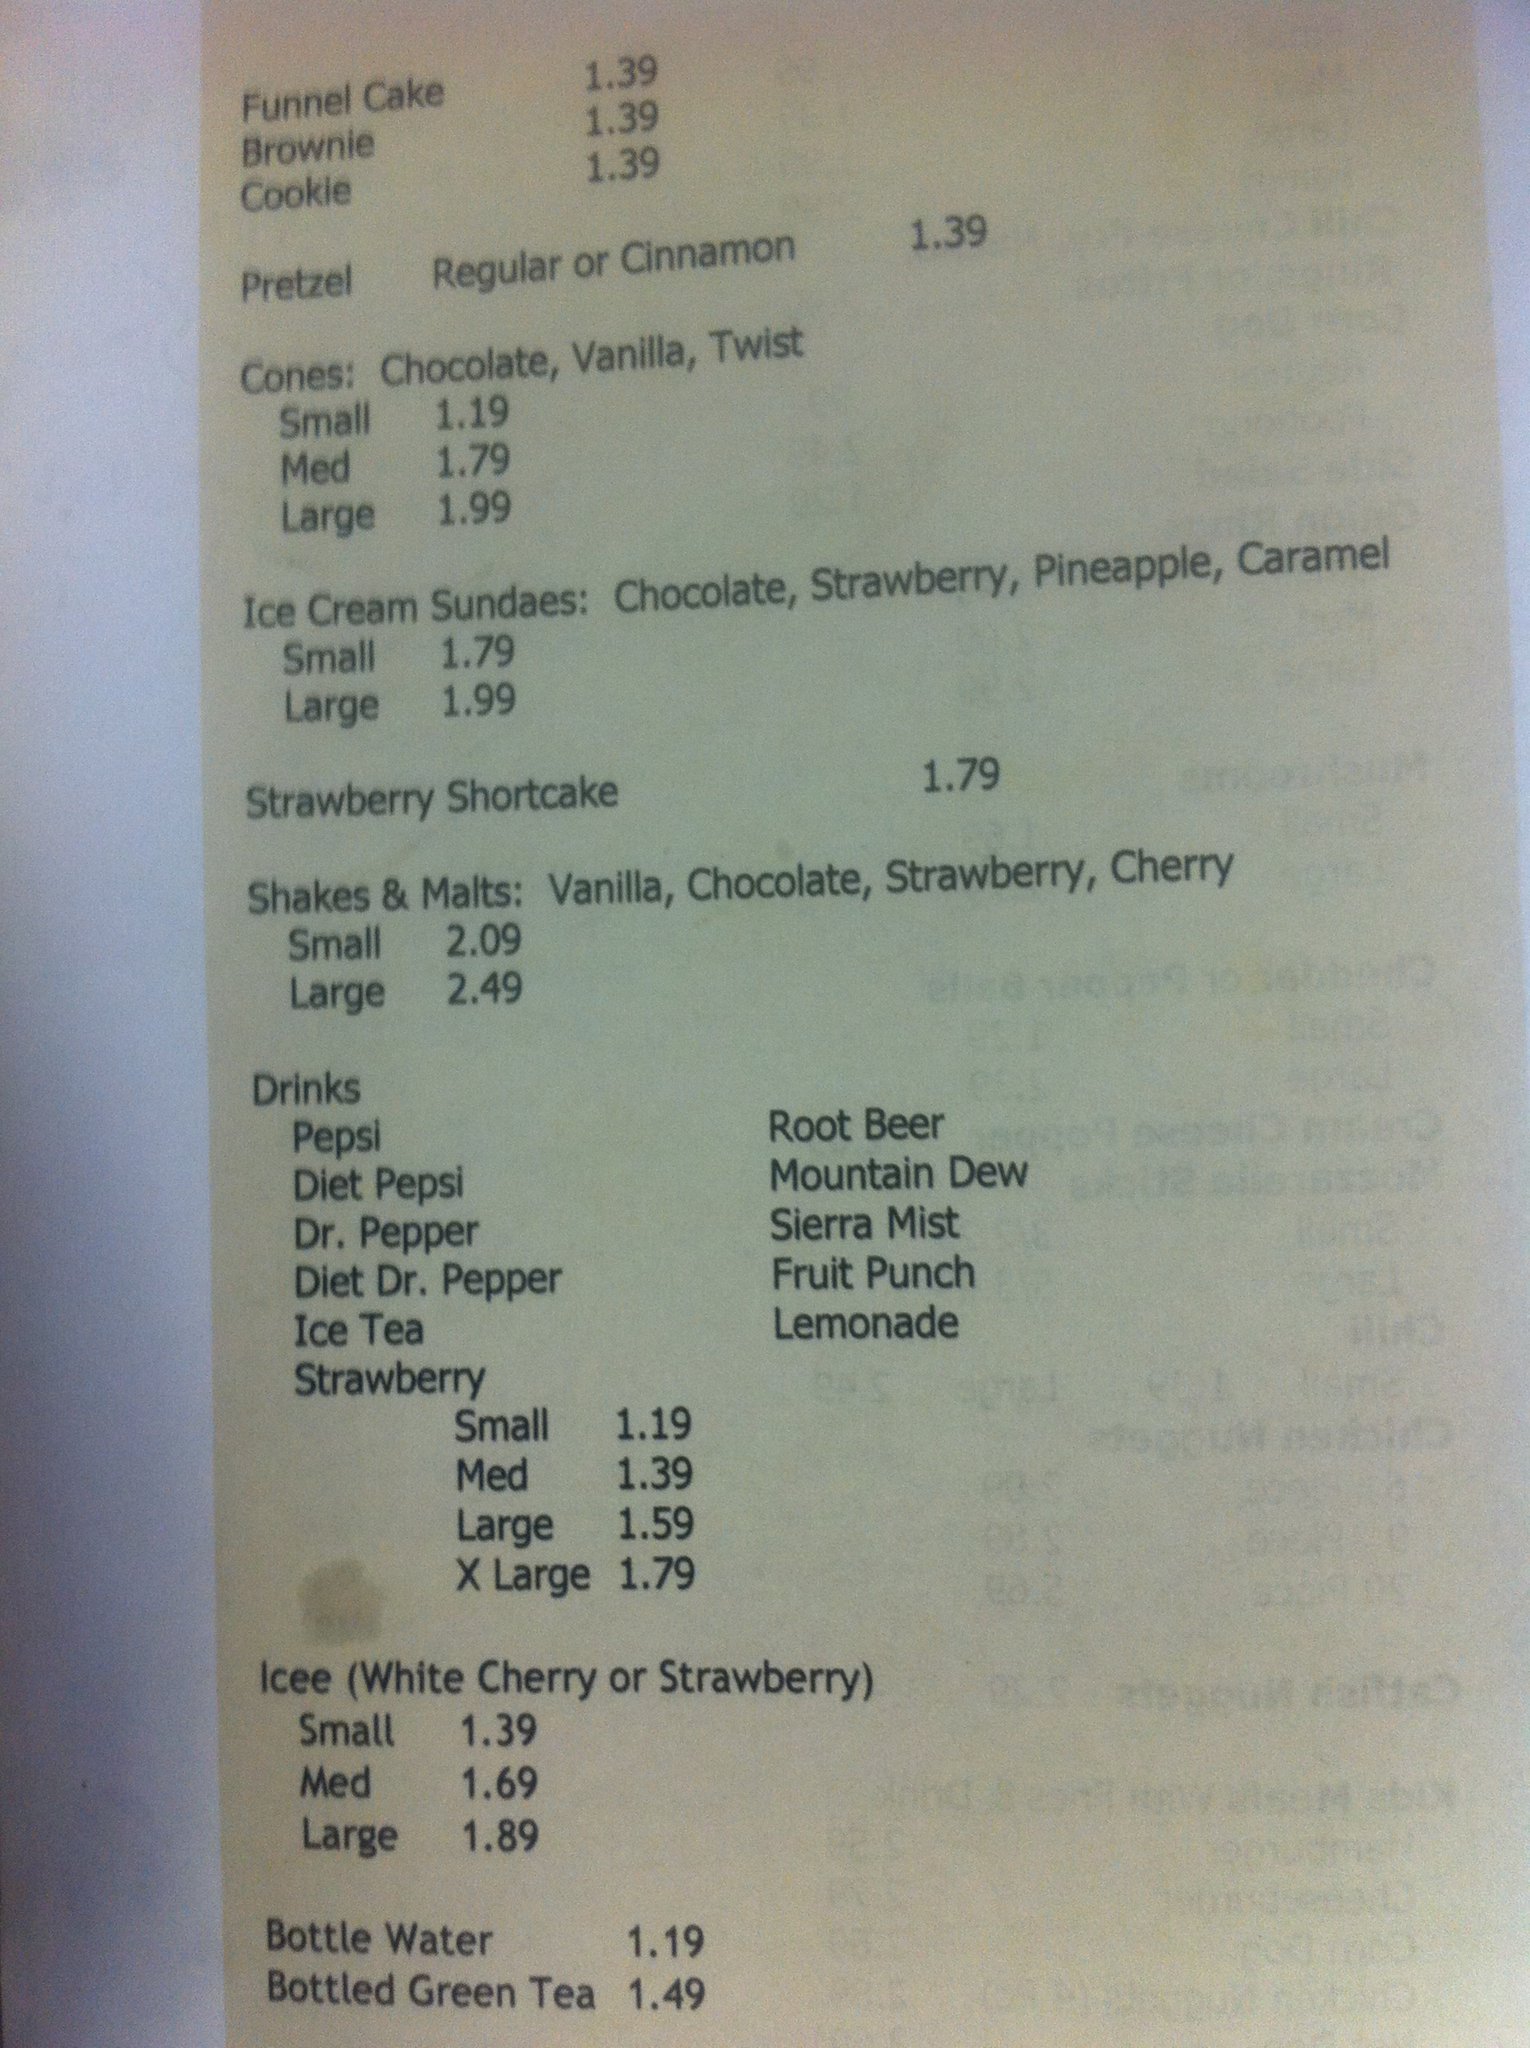 Funnel Cake 1.39
Brownie 1.39
Cookie 1.39
Pretzel Regular or Cinnamon 1.39
Cones: Chocolate, Vanilla, Twist
Small 1.19
Med 1.79
Large 1.99
Ice Cream Sundaes: Chocolate, Strawberry, Pineapple, Caramel
Small 1.79
Large 1.99
Strawberry Shortcake 1.79
Shakes & Malts: Vanilla, Chocolate, Strawberry, Cherry
Small 2.09
Large 2.49
Drinks
Pepsi Root Beer
Diet Pepsi Mountain Dew
Dr. Pepper Sierra Mist
Diet Dr. Pepper Fruit Punch
Ice Tea Lemonade
Strawberry
Small 1.19
Med 1.39
Large 1.59
X Large 1.79
Icee (White Cherry or Strawberry)
Small 1.39
Med 1.69
Large 1.89
Bottle Water 1.19
Bottled Green Tea 1.49